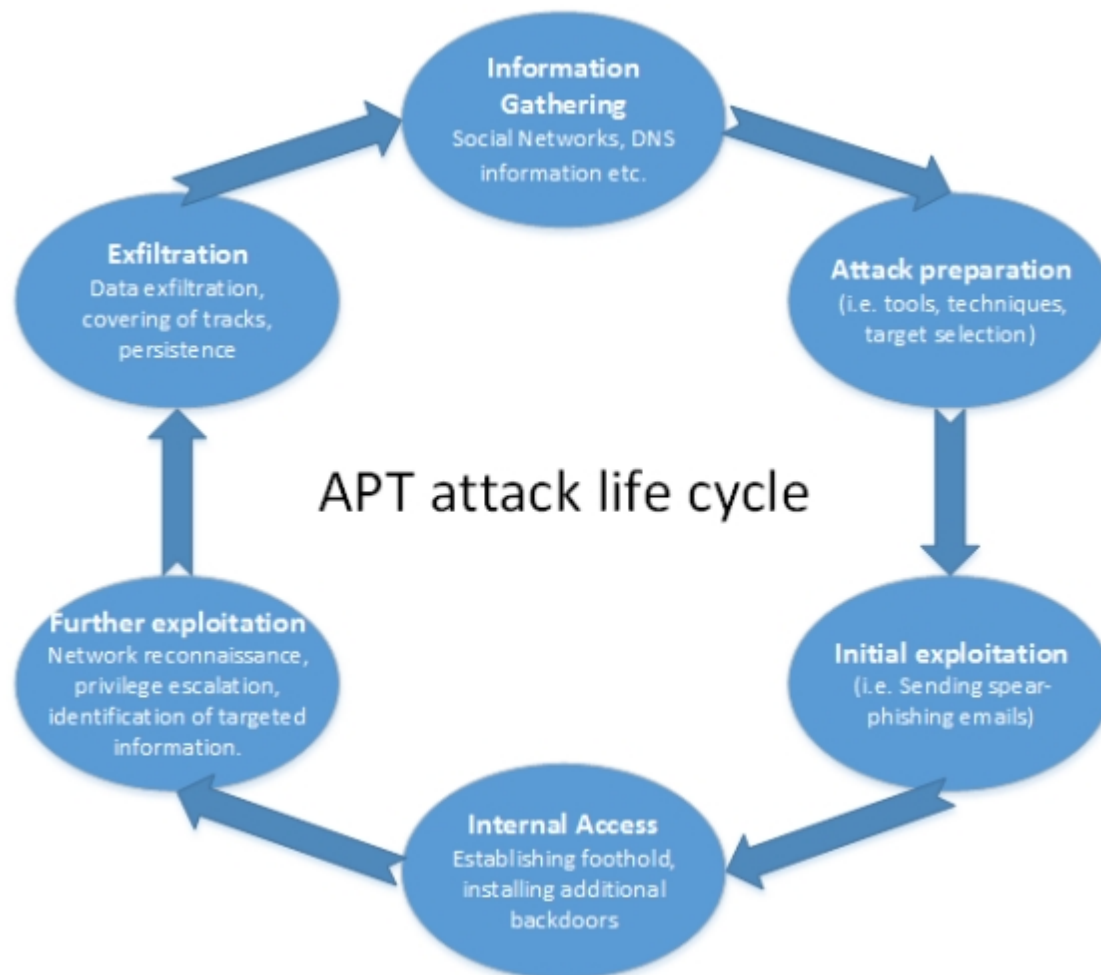 Information
Gathering
Social Networks, DNS
information etc.
Attack preparation
(i.e. tools, techniques,
target selection)
Initial exploitation
(i.e. Sending spear-
phishing emails)
Internal Access
Establishing foothold,
installing additional
backdoors
Further exploitation
Network reconnaissance,
privilege escalation,
identification of targeted
information.
Exfiltration
Data exfiltration,
covering of tracks,
persistence
APT attack life cycle